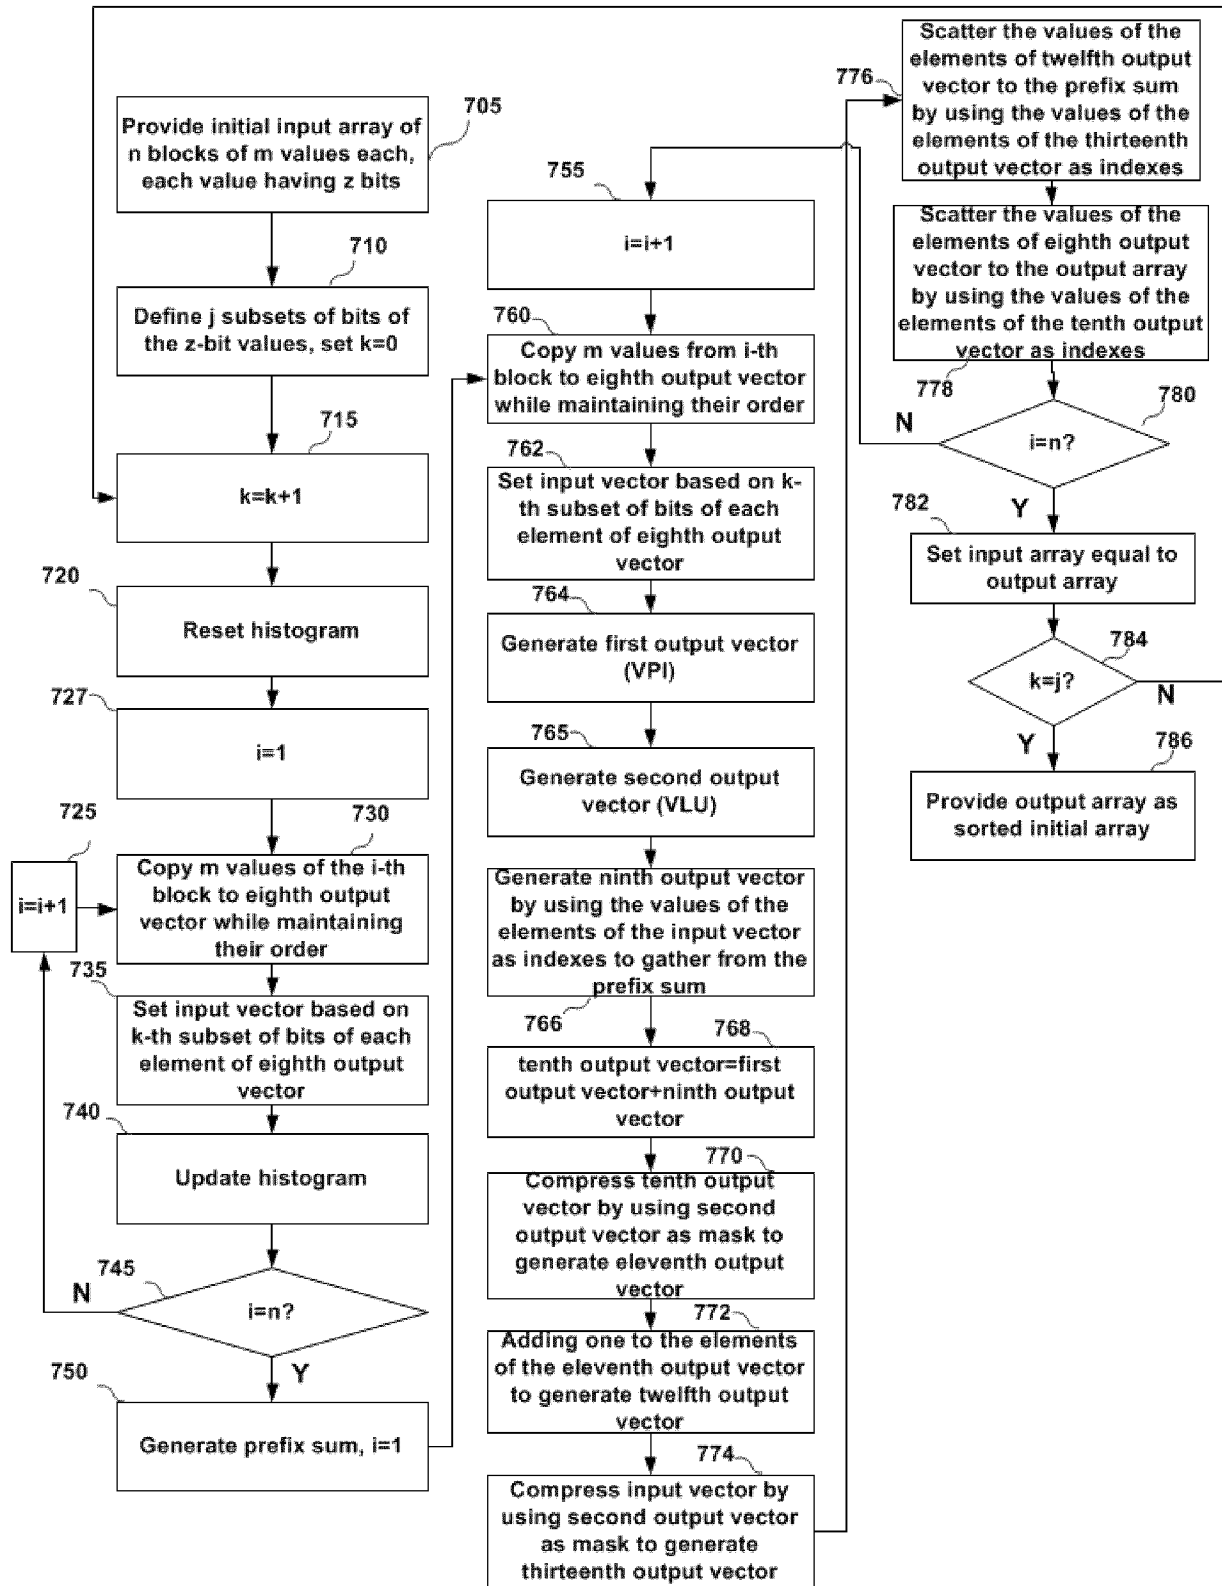 705
Provide initial input array of
n blocks of m values each,
each value having z bits
710
Define j subsets of bits of
the z-bit values, set k=0
715
k=k+1
720
Reset histogram
727
i=1
725
i=i+1
730
Copy m values of the i-th
block to eighth output
vector while maintaining
their order
735
Set input vector based on
k-th subset of bits of each
element of eighth output
vector
740
Update histogram
745
N
i=n?
Y
750
Generate prefix sum, i=1
755
i=i+1
760
Copy m values from i-th
block to eighth output vector
while maintaining their order
762
Set input vector based on k-
th subset of bits of each
element of eighth output
vector
764
Generate first output vector
(VPI)
765
Generate second output
vector (VLU)
Generate ninth output vector
by using the values of the
elements of the input vector
as indexes to gather from the
prefix sum
766
768
tenth output vector=first
output vector+ninth output
vector
770
Compress tenth output
vector by using second
output vector as mask to
generate eleventh output
vector
772
Adding one to the elements
of the eleventh output vector
to generate twelfth output
vector
774
Compress input vector by
using second output vector
as mask to generate
thirteenth output vector
776
Scatter the values of the
elements of twelfth output
vector to the prefix sum
by using the values of the
elements of the thirteenth
output vector as indexes
Scatter the values of the
elements of eighth output
vector to the output array
by using the values of the
elements of the tenth output
vector as indexes
778
780
N
i=n?
Y
782
Set input array equal to
output array
784
k=j?
N
Y
786
Provide output array as
sorted initial array